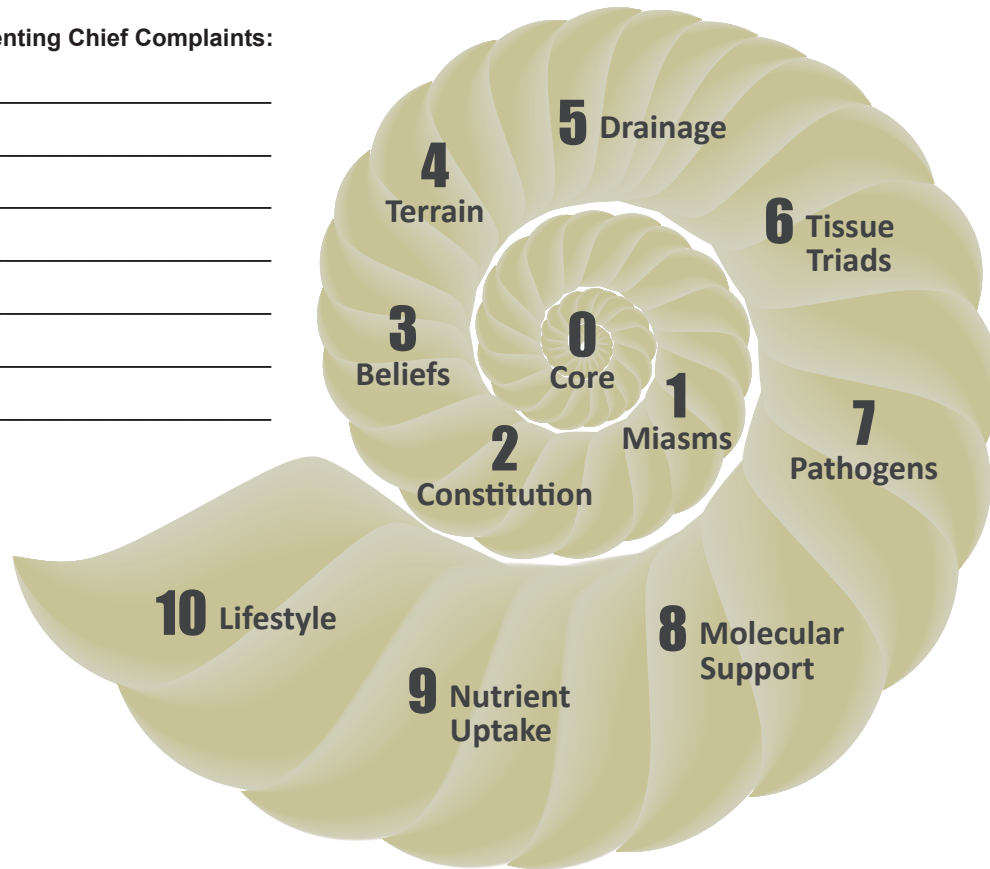 enting Chief Complaints:
5 Drainage
4
Terrain
6 Tissue
Triads
3
Beliefs
0
Core
1
Miasms
2
Constitution
7
Pathogens
10 Lifestyle
8 Molecular
Support
9 Nutrient
Uptake